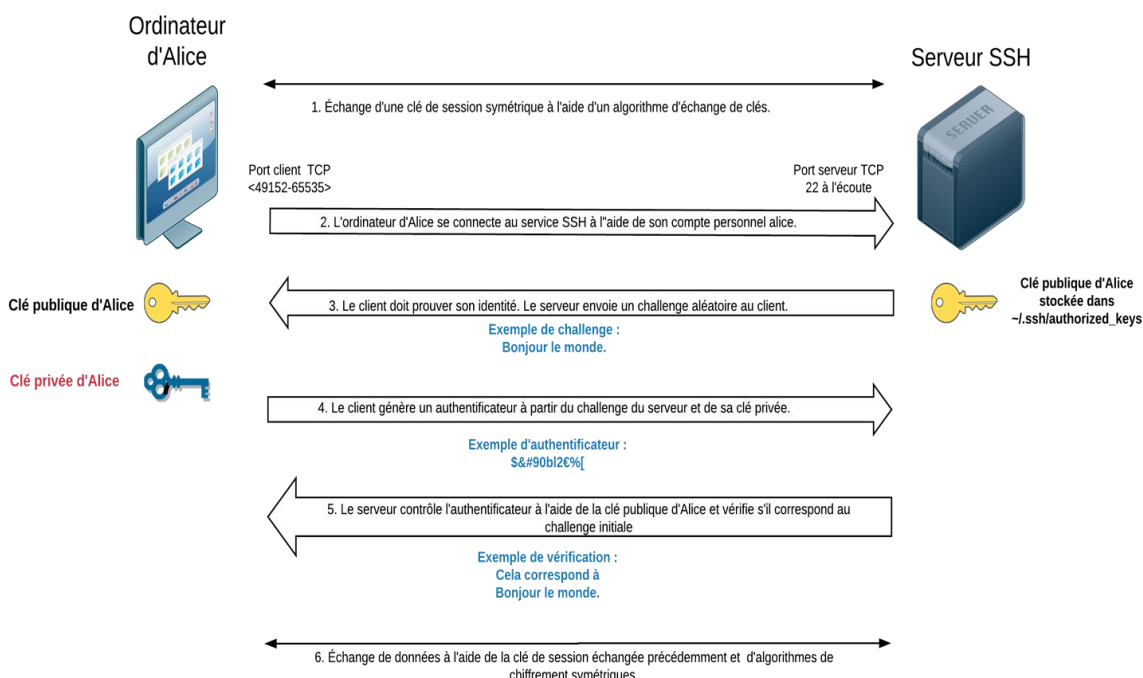 Ordinateur
d'Alice
Serveur SSH
1. Échange d'une clé de session symétrique à l'aide d'un algorithme d'échange de clés.
SERVER
Port client TCP
<49152-65535>
Port serveur TCP
22 à l'écoute
2. L'ordinateur d'Alice se connecte au service SSH à l''aide de son compte personnel alice.
Clé publique d'Alice
3. Le client doit prouver son identité. Le serveur envoie un challenge aléatoire au client.
Clé publique d'Alice
stockée dans
~/.ssh/authorized_keys
Exemple de challenge :
Bonjour le monde.
Clé privée d'Alice
4. Le client génère un authentificateur à partir du challenge du serveur et de sa clé privée.
Exemple d'authentificateur :
$&#90bl2€%[
5. Le serveur contrôle l'authentificateur à l'aide de la clé publique d'Alice et vérifie s'il correspond au
challenge initiale
Exemple de vérification :
Cela correspond à
Bonjour le monde.
6. Échange de données à l'aide de la clé de session échangée précédemment et d'algorithmes de
chiffrement symétriques